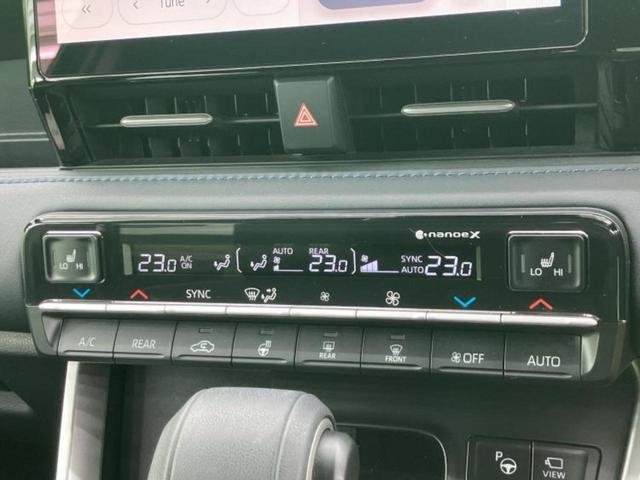 Tune
nanoeX
LO HI
23.0 A/C ON
AUTO REAR 23.0
SYNC AUTO 23.0
LO HI
SYNC
A/C
REAR
REAR
FRONT
OFF
AUTO
P
VIEW